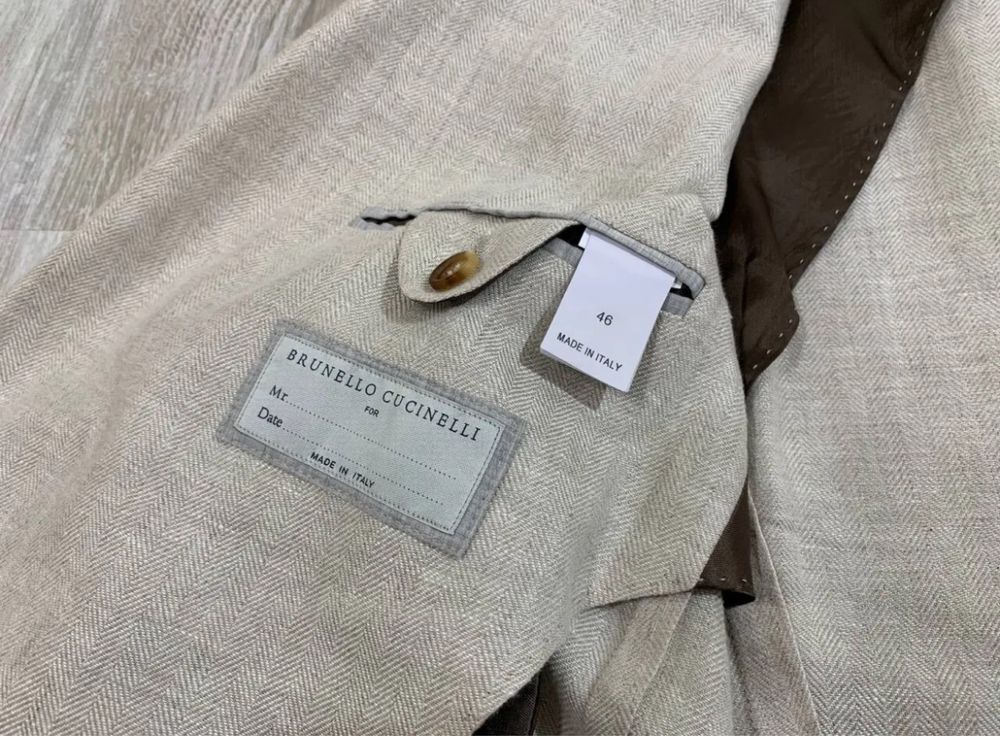 46
MADE IN ITALY
BRUNELLO CUCINELLI
FOR
Mr.......................................
Date.......................................
MADE IN ITALY